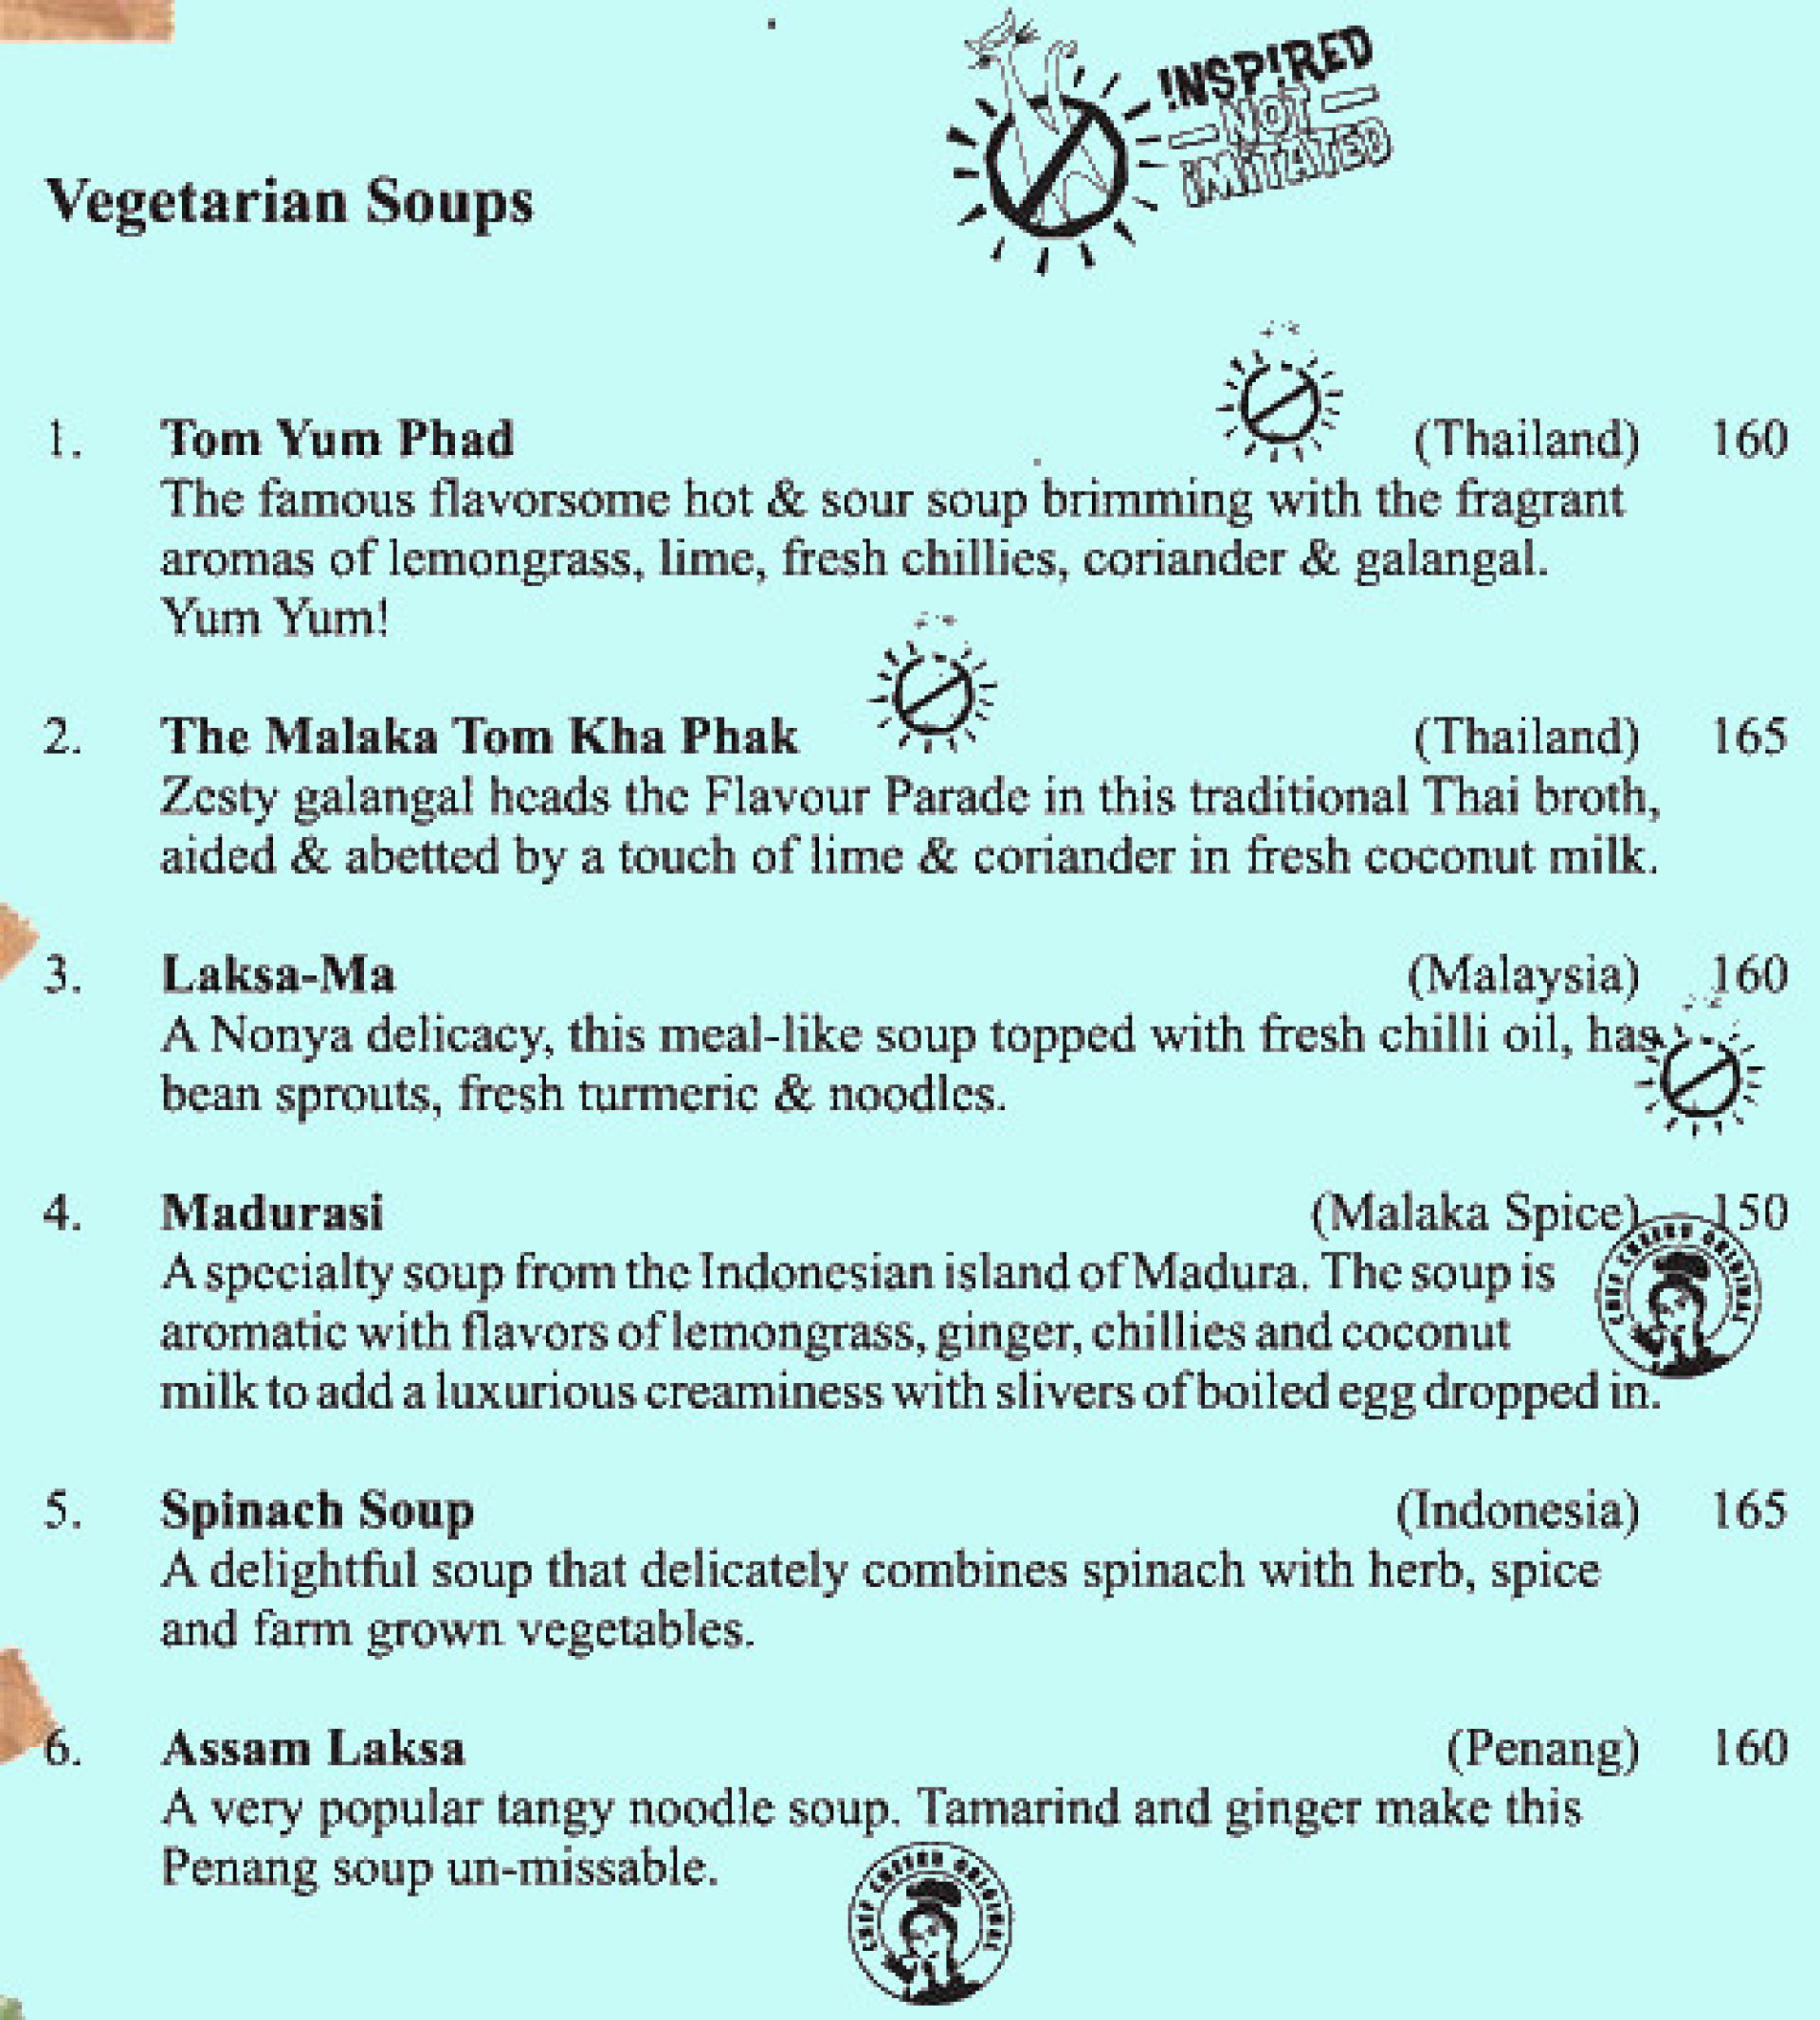 !NSP!RED
NOT
iMiTATED
Vegetarian Soups
1. Tom Yum Phad (Thailand) 160
The famous flavorsome hot & sour soup brimming with the fragrant
aromas of lemongrass, lime, fresh chillies, coriander & galangal.
Yum Yum!
2. The Malaka Tom Kha Phak (Thailand) 165
Zesty galangal heads the Flavour Parade in this traditional Thai broth,
aided & abetted by a touch of lime & coriander in fresh coconut milk.
3. Laksa-Ma (Malaysia) 160
A Nonya delicacy, this meal-like soup topped with fresh chilli oil, has
bean sprouts, fresh turmeric & noodles.
4. Madurasi (Malaka Spice) 150
A specialty soup from the Indonesian island of Madura. The soup is
aromatic with flavors of lemongrass, ginger, chillies and coconut
milk to add a luxurious creaminess with slivers of boiled egg dropped in.
CHEF CHEERU ORIGINAL
5. Spinach Soup (Indonesia) 165
A delightful soup that delicately combines spinach with herb, spice
and farm grown vegetables.
6. Assam Laksa (Penang) 160
A very popular tangy noodle soup. Tamarind and ginger make this
Penang soup un-missable.
CHEF CHEERU ORIGINAL